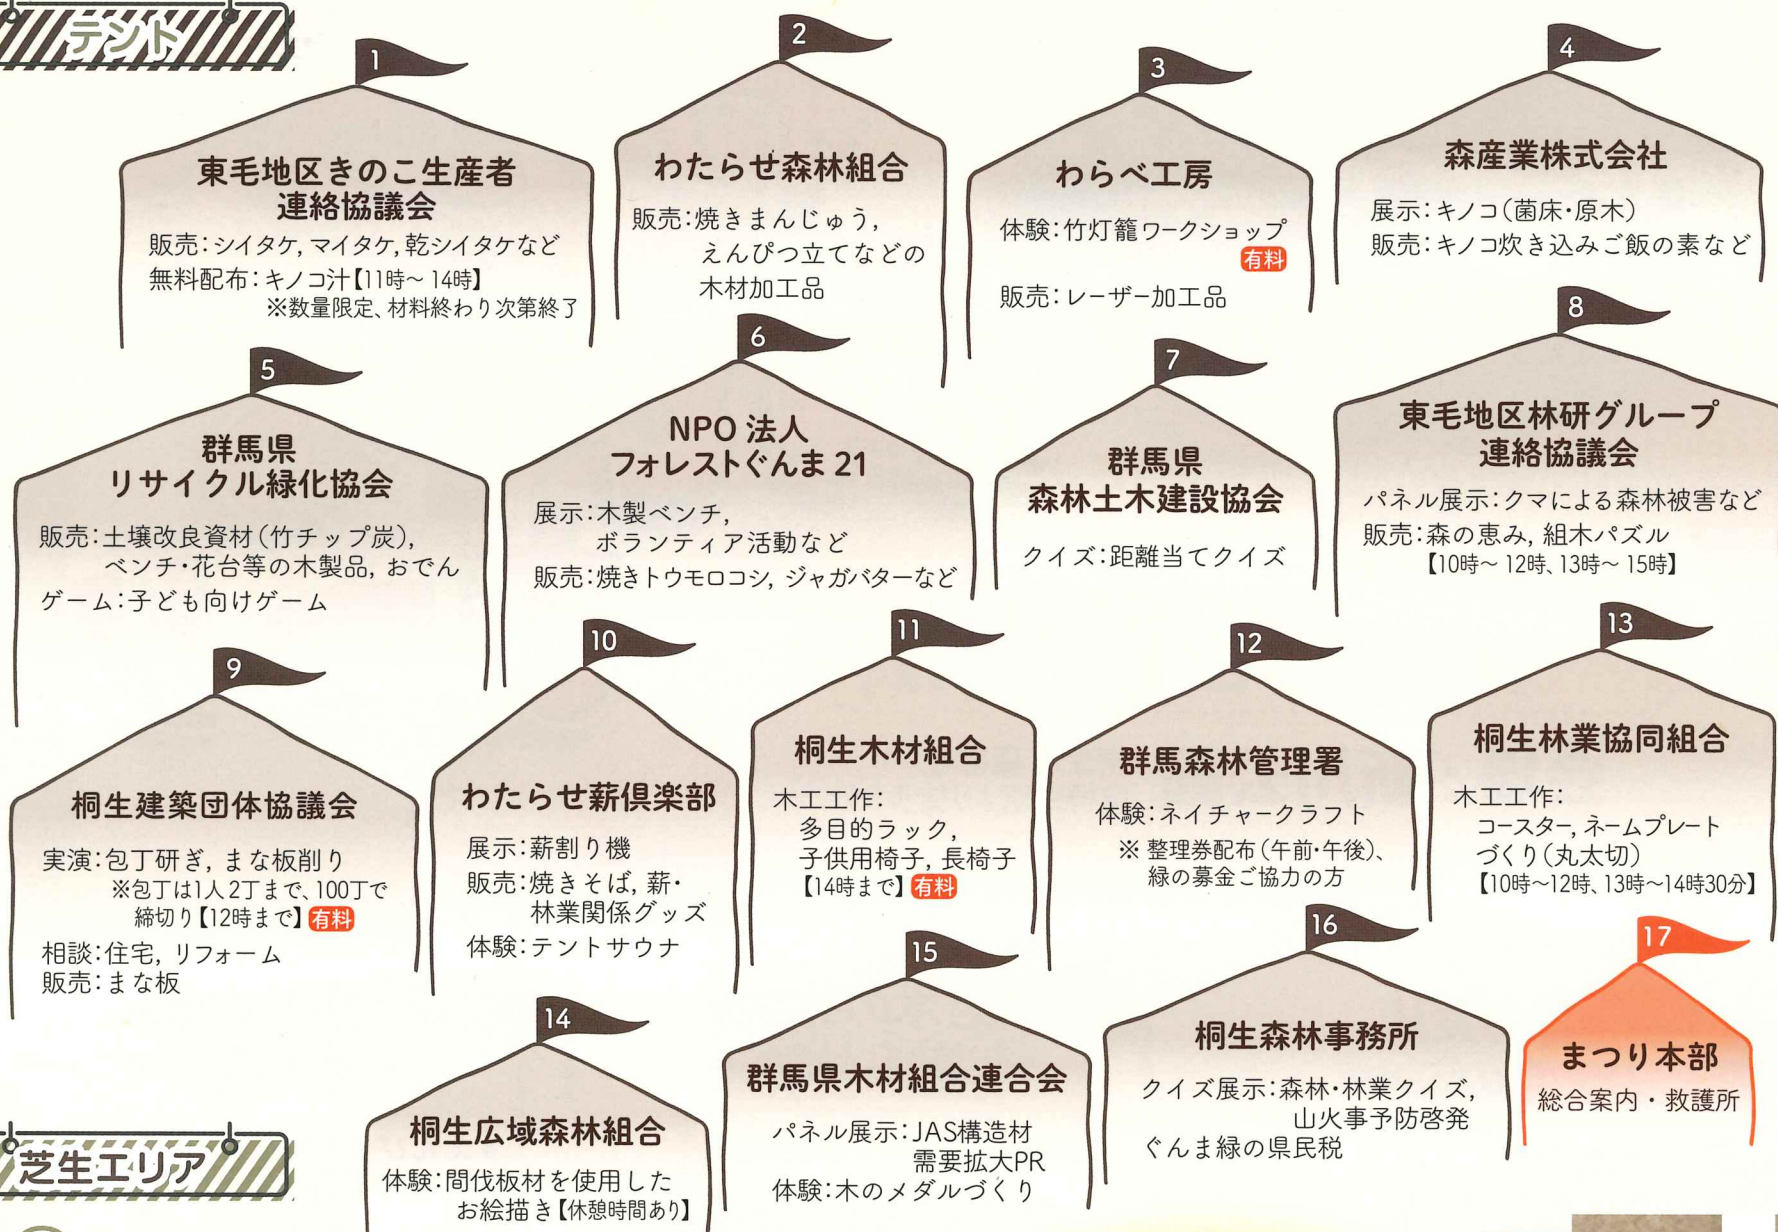 テント
1
東毛地区きのこ生産者
連絡協議会
販売:シイタケ, マイタケ, 乾シイタケなど
無料配布:キノコ汁【11時~14時】
※数量限定、材料終わり次第終了
2
わたらせ森林組合
販売:焼きまんじゅう,
えんぴつ立てなどの
木材加工品
3
わらべ工房
体験:竹灯籠ワークショップ
有料
販売:レーザー加工品
4
森産業株式会社
展示:キノコ(菌床・原木)
販売:キノコ炊き込みご飯の素など
5
群馬県
リサイクル緑化協会
販売:土壌改良資材(竹チップ炭),
ベンチ・花台等の木製品, おでん
ゲーム:子ども向けゲーム
6
NPO 法人
フォレストぐんま 21
展示:木製ベンチ,
ボランティア活動など
販売:焼きトウモロコシ, ジャガバターなど
7
群馬県
森林土木建設協会
クイズ:距離当てクイズ
8
東毛地区林研グループ
連絡協議会
パネル展示:クマによる森林被害など
販売:森の恵み, 組木パズル
【10時~12時、13時~15時】
9
桐生建築団体協議会
実演:包丁研ぎ, まな板削り
※包丁は1人2丁まで、100丁で
締切り【12時まで】有料
相談:住宅, リフォーム
販売:まな板
10
わたらせ薪倶楽部
展示:薪割り機
販売:焼きそば, 薪・
林業関係グッズ
体験:テントサウナ
11
桐生木材組合
木工工作:
多目的ラック,
子供用椅子, 長椅子
【14時まで】有料
12
群馬森林管理署
体験:ネイチャークラフト
※ 整理券配布(午前・午後)、
緑の募金ご協力の方
13
桐生林業協同組合
木工工作:
コースター, ネームプレート
づくり(丸太切)
【10時~12時、13時~14時30分】
14
桐生広域森林組合
体験:間伐板材を使用した
お絵描き【休憩時間あり】
15
群馬県木材組合連合会
パネル展示:JAS構造材
需要拡大PR
体験:木のメダルづくり
16
桐生森林事務所
クイズ展示:森林・林業クイズ,
山火事予防啓発
ぐんま緑の県民税
17
まつり本部
総合案内・救護所
芝生エリア